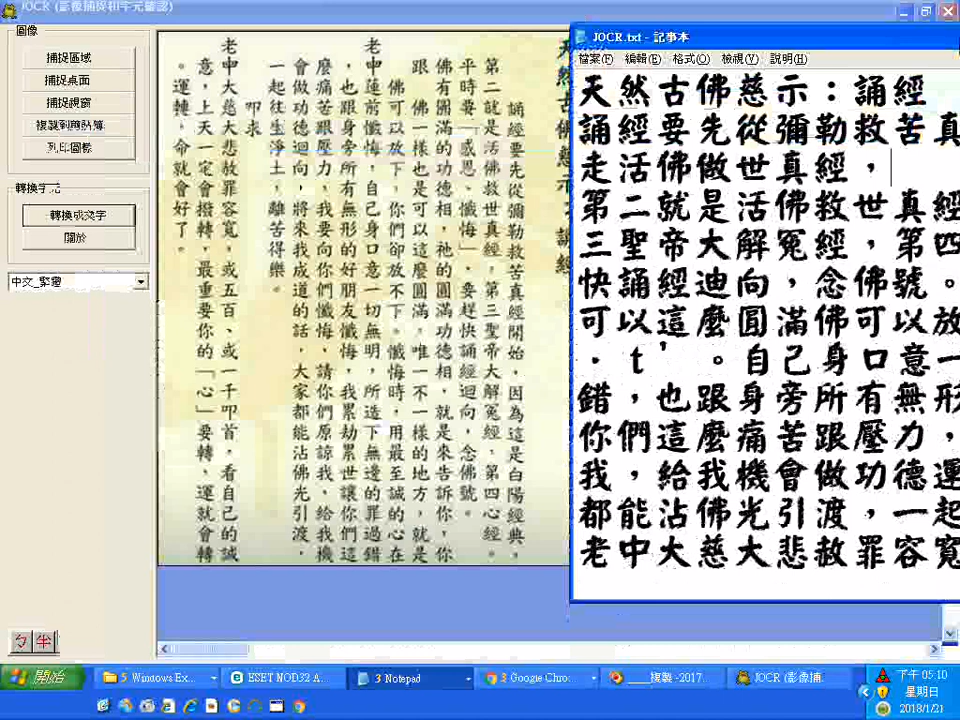 JOCR (影像捕捉和字元確認)
圖像
捕捉區域
捕捉桌面
捕捉視窗
複製到剪貼簿
列印圖像
轉換字元
轉換成文字
關於
中文_繁體
天然古佛慈示：誦經
誦經要先從彌勒救苦真經開始，因為這是白陽經典，
第二就是活佛救世真經。第三聖帝大解冤經、第四心經。
平時要「感恩、懺悔」，要趕快誦經迴向，念佛號。
佛有圓滿的功德相，祂的圓滿功德相，就是來告訴你，你
跟佛一樣也是可以這麼圓滿，唯一不一樣的地方，就是
佛可以放下，你們卻放不下。懺悔時，用最至誠的心在
老中蓮前懺悔，自己身口意一切無明，所造下無邊的罪過錯
，也跟身旁所有無形的好朋友懺悔，我累劫累世讓你們這
麼痛苦跟壓力，我要向你們懺悔，請你們原諒我，給我機
會做功德迴向，將來我成道的話，大家都能沾佛光引渡，
一起往生淨土，離苦得樂。
叩求
老中大慈大悲赦罪容寬，或五百、或一千叩首，看自己的誠
意，上天一定會撥轉，最重要你的「心」要轉，運就會轉
。運轉，命就會好了。
JOCR.txt - 記事本
檔案(F) 編輯(E) 格式(O) 檢視(V) 說明(H)
天然古佛慈示：誦經
誦經要先從彌勒救苦真
走活佛做世真經，
第二就是活佛救世真經
三聖帝大解冤經，第四
快誦經迪向，念佛號。
可以這麼圓滿佛可以放
．t'。自己身口意一
錯，也跟身旁所有無形
你們這麼痛苦跟壓力，
我，給我機會做功德運
都能沾佛光引渡，一起
老中大慈大悲赦罪容寬
ㄅ 半
開始
5 Windows Ex...
ESET NOD32 A...
3 Notepad
3 Google Chro...
____複製 -2017...
JOCR (影像捕...
下午 05:10
星期日
2018/1/21